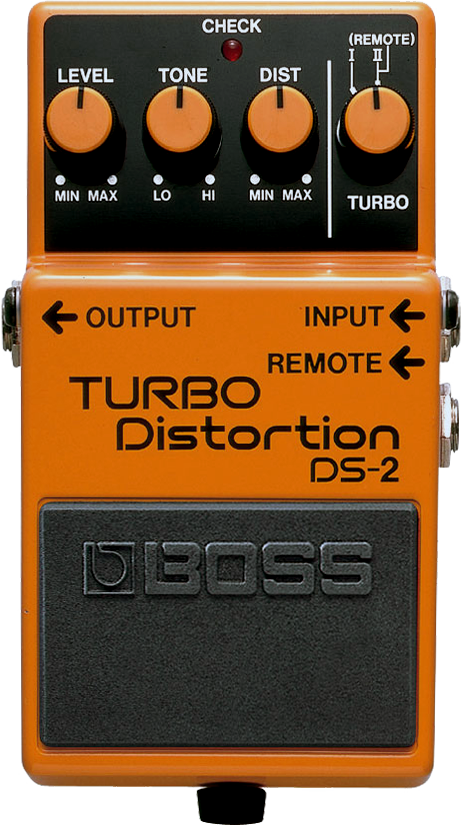 CHECK
(REMOTE)
I II
LEVEL TONE DIST
MIN MAX LO HI MIN MAX
TURBO
OUTPUT INPUT
REMOTE
TURBO
Distortion
DS-2
BOSS